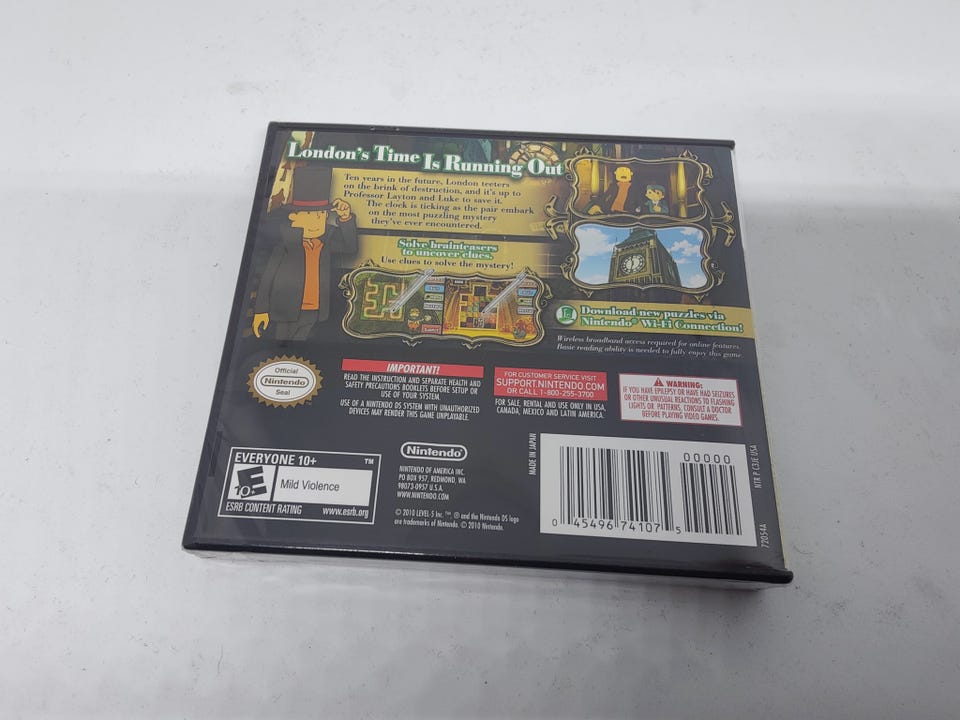 London's Time Is Running Out
Ten years in the future, London teeters
on the brink of destruction, and it's up to
Professor Layton and Luke to save it.
The clock is ticking as the pair embark
on the most puzzling mystery
they've ever encountered.
Solve brainteasers
to uncover clues.
Use clues to solve the mystery!
Download new puzzles via
Nintendo® Wi-Fi Connection!
Wireless broadband access required for online features.
Basic reading ability is needed to fully enjoy this game.
Official
Nintendo
Seal
IMPORTANT!
READ THE INSTRUCTION AND SEPARATE HEALTH AND
SAFETY PRECAUTIONS BOOKLETS BEFORE SETUP OR
USE OF YOUR SYSTEM.
USE OF A NINTENDO DS SYSTEM WITH UNAUTHORIZED
DEVICES MAY RENDER THIS GAME UNPLAYABLE.
FOR CUSTOMER SERVICE VISIT
SUPPORT.NINTENDO.COM
OR CALL 1-800-255-3700
FOR SALE, RENTAL AND USE ONLY IN USA,
CANADA, MEXICO AND LATIN AMERICA.
WARNING:
IF YOU HAVE EPILEPSY OR HAVE HAD SEIZURES
OR OTHER UNUSUAL REACTIONS TO FLASHING
LIGHTS OR PATTERNS, CONSULT A DOCTOR
BEFORE PLAYING VIDEO GAMES.
EVERYONE 10+ ™
E
10+
Mild Violence
ESRB CONTENT RATING www.esrb.org
Nintendo®
NINTENDO OF AMERICA INC.
PO BOX 957, REDMOND, WA
98073-0957 U.S.A.
WWW.NINTENDO.COM
© 2010 LEVEL-5 Inc. ™, ® and the Nintendo DS logo
are trademarks of Nintendo. © 2010 Nintendo.
MADE IN JAPAN
00000
0 45496 74107 5
NTR P C3JE USA
72054A